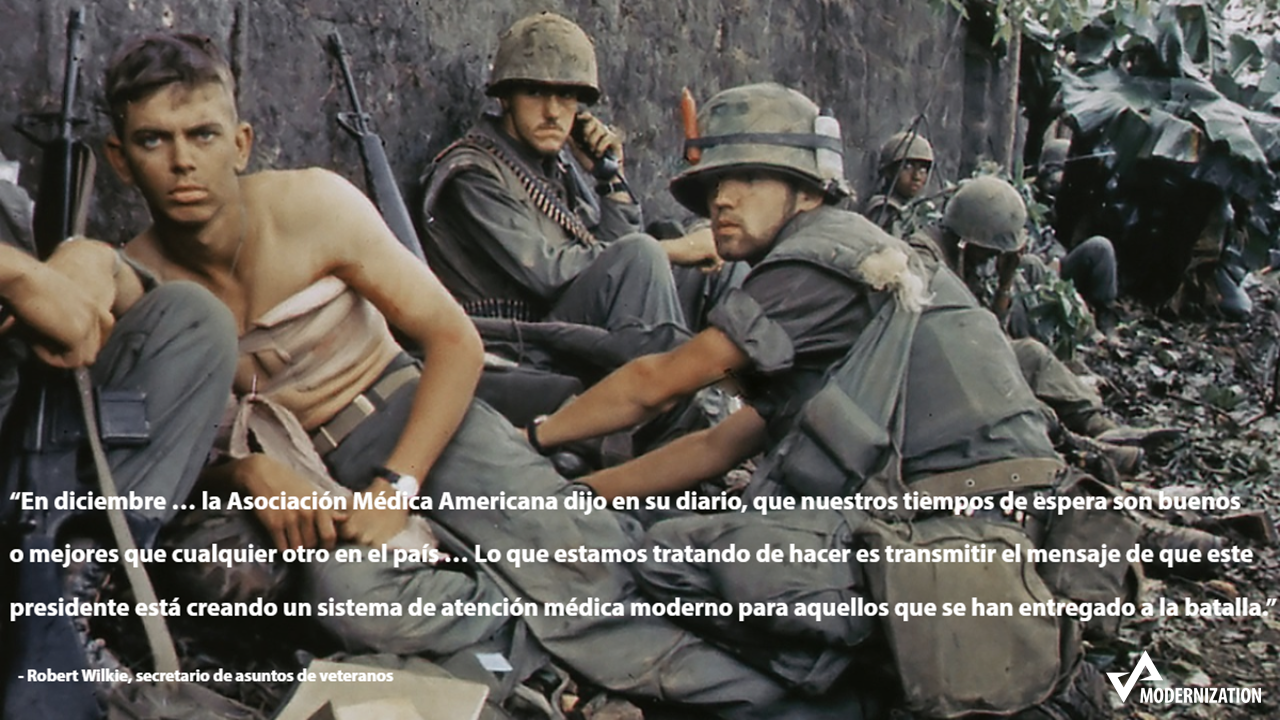 “En diciembre … la Asociación Médica Americana dijo en su diario, que nuestros tiempos de espera son buenos
o mejores que cualquier otro en el país… Lo que estamos tratando de hacer es transmitir el mensaje de que este
presidente está creando un sistema de atención médica moderno para aquellos que se han entregado a la batalla.”
- Robert Wilkie, secretario de asuntos de veteranos
VA
MODERNIZATION